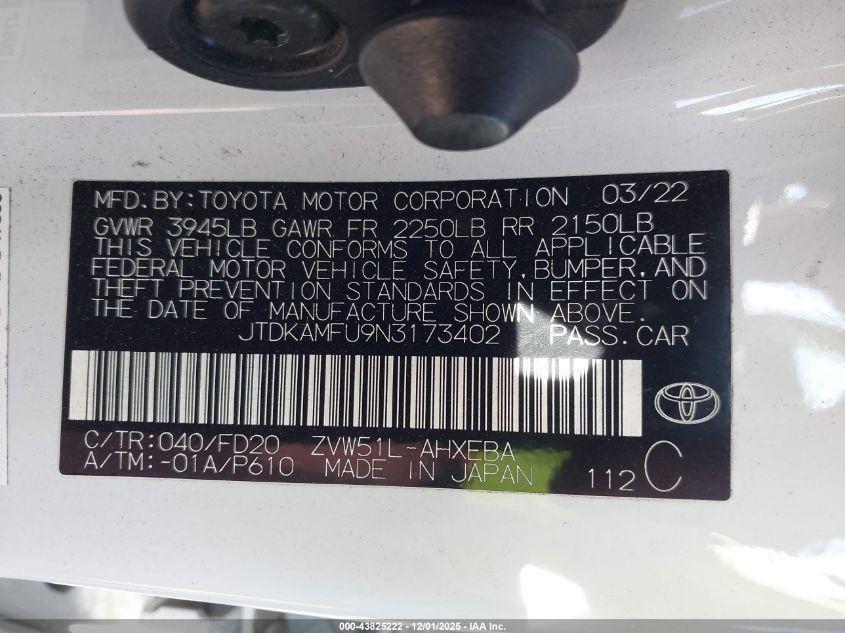 MFD.BY:TOYOTA MOTOR CORPORATION 03/22
GVWR 3945LB GAWR FR 2250LB RR 2150LB
THIS VEHICLE CONFORMS TO ALL APPLICABLE
FEDERAL MOTOR VEHICLE SAFETY,BUMPER,AND
THEFT PREVENTION STANDARDS IN EFFECT ON
THE DATE OF MANUFACTURE SHOWN ABOVE.
JTDKAMFU9N3173402 PASS.CAR
C/TR:040/FD20 ZVW51L-AHXEBA
A/TM:-01A/P610 MADE IN JAPAN 112 C
000-43825222 - 12/01/2025 - IAA Inc.